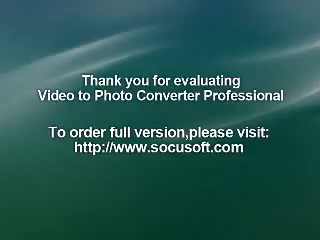 Thank you for evaluating
Video to Photo Converter Professional
To order full version,please visit:
http://www.socusoft.com